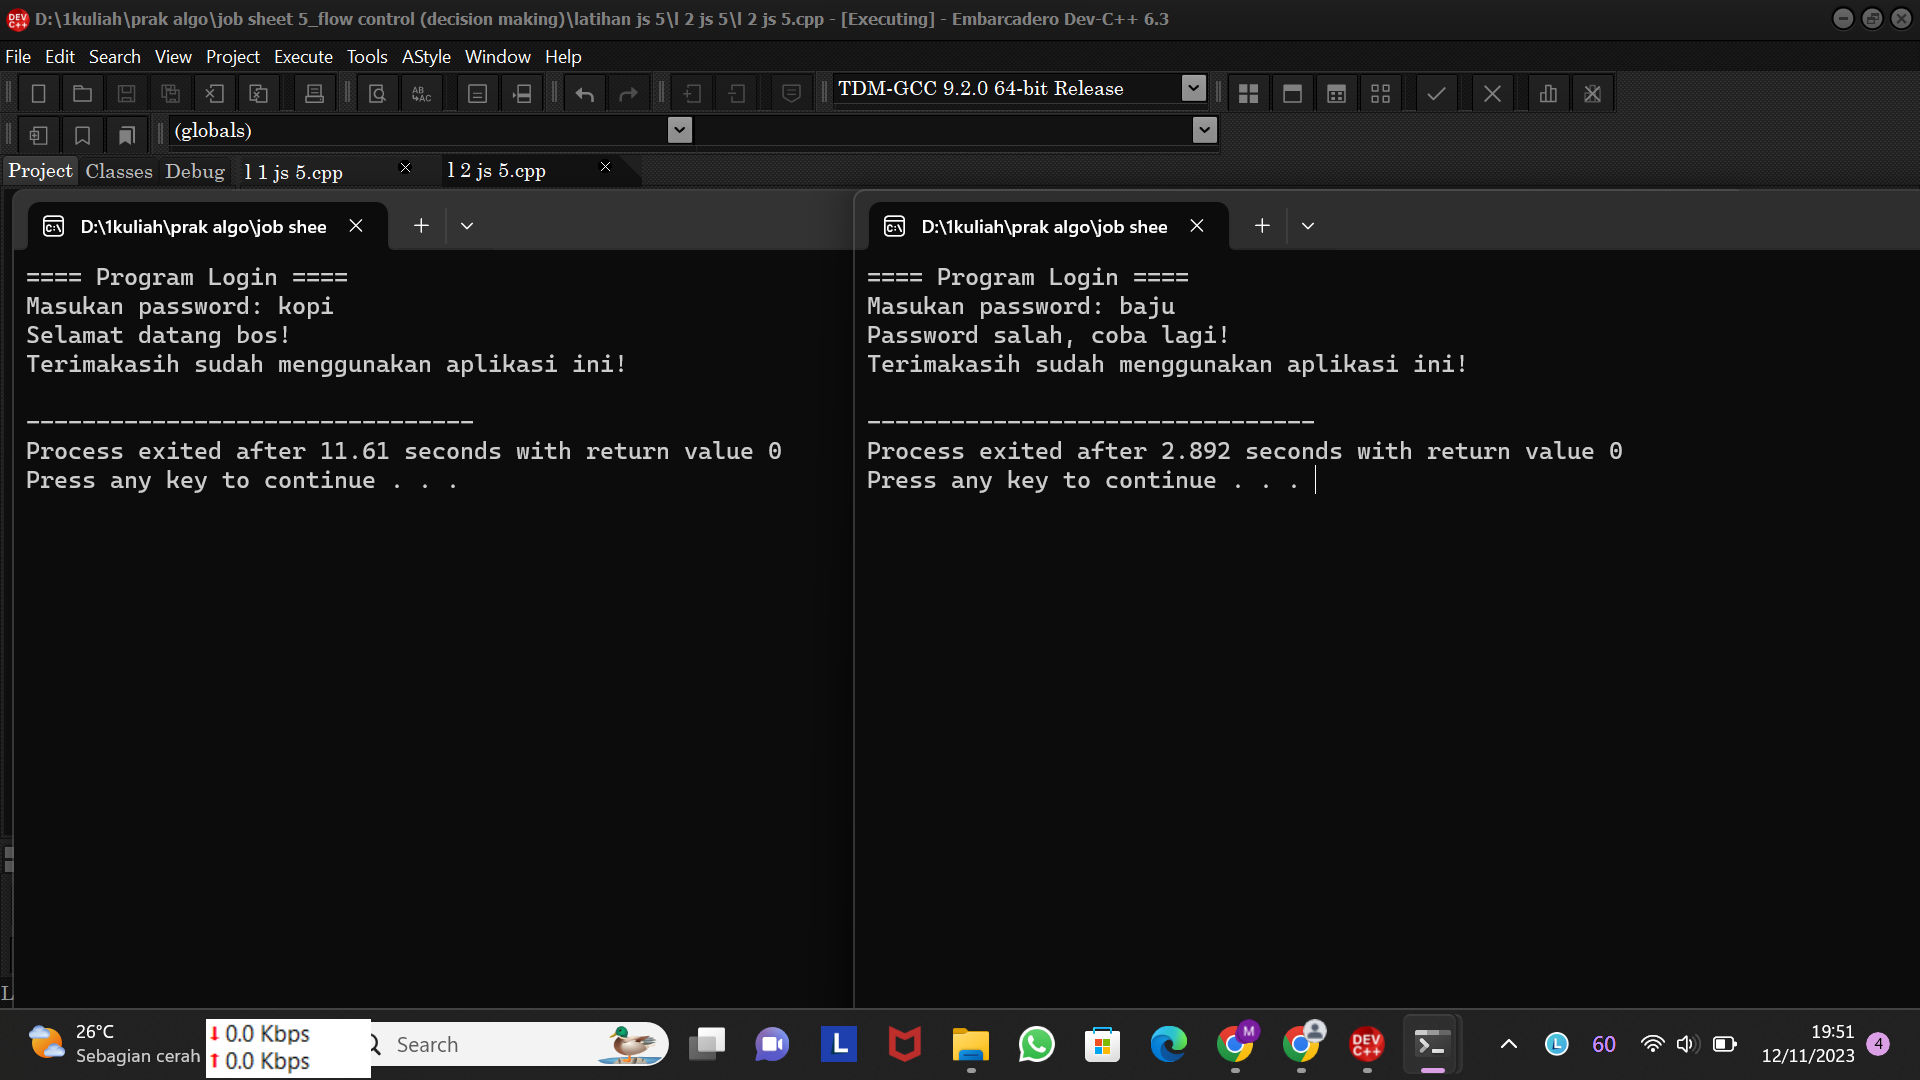 D:\1kuliah\prak algo\job sheet 5_flow control (decision making)\latihan js 5\l 2 js 5\l 2 js 5.cpp - [Executing] - Embarcadero Dev-C++ 6.3
File Edit Search View Project Execute Tools AStyle Window Help
TDM-GCC 9.2.0 64-bit Release
(globals)
Project Classes Debug l 1 js 5.cpp l 2 js 5.cpp
D:\1kuliah\prak algo\job shee
==== Program Login ====
Masukan password: kopi
Selamat datang bos!
Terimakasih sudah menggunakan aplikasi ini!
--------------------------------
Process exited after 11.61 seconds with return value 0
Press any key to continue . . .
D:\1kuliah\prak algo\job shee
==== Program Login ====
Masukan password: baju
Password salah, coba lagi!
Terimakasih sudah menggunakan aplikasi ini!
--------------------------------
Process exited after 2.892 seconds with return value 0
Press any key to continue . . .
L
26°C
Sebagian cerah
0.0 Kbps
0.0 Kbps
Search
L
M
DEV C++
L
60
19:51
12/11/2023
4